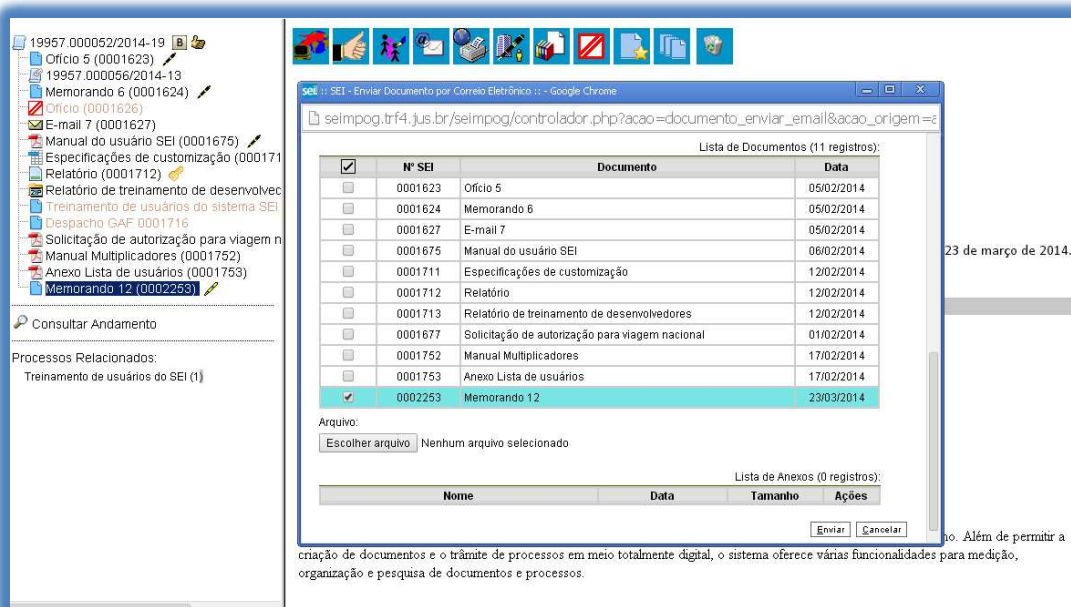 19957.000052/2014-19
Ofício 5 (0001623)
19957.000056/2014-13
Memorando 6 (0001624)
Ofício (0001626)
E-mail 7 (0001627)
Manual do usuário SEI (0001675)
Especificações de customização (000171
Relatório (0001712)
Relatório de treinamento de desenvolvec
Treinamento de usuários do sistema SEI
Despacho GAF 0001716
Solicitação de autorização para viagem n
Manual Multiplicadores (0001752)
Anexo Lista de usuários (0001753)
Memorando 12 (0002253)
Consultar Andamento
Processos Relacionados:
Treinamento de usuários do SEI (1)
sei :: SEI - Enviar Documento por Correio Eletrônico :: - Google Chrome
seimpog.trf4.jus.br/seimpog/controlador.php?acao=documento_enviar_email&acao_origem=a
Lista de Documentos (11 registros):
Nº SEI Documento Data
0001623 Ofício 5 05/02/2014
0001624 Memorando 6 05/02/2014
0001627 E-mail 7 05/02/2014
0001675 Manual do usuário SEI 06/02/2014
0001711 Especificações de customização 12/02/2014
0001712 Relatório 12/02/2014
0001713 Relatório de treinamento de desenvolvedores 12/02/2014
0001677 Solicitação de autorização para viagem nacional 01/02/2014
0001752 Manual Multiplicadores 17/02/2014
0001753 Anexo Lista de usuários 17/02/2014
0002253 Memorando 12 23/03/2014
Arquivo:
Escolher arquivo Nenhum arquivo selecionado
Lista de Anexos (0 registros):
Nome Data Tamanho Ações
Enviar Cancelar
23 de março de 2014.
no. Além de permitir a
criação de documentos e o trâmite de processos em meio totalmente digital, o sistema oferece várias funcionalidades para medição,
organização e pesquisa de documentos e processos.